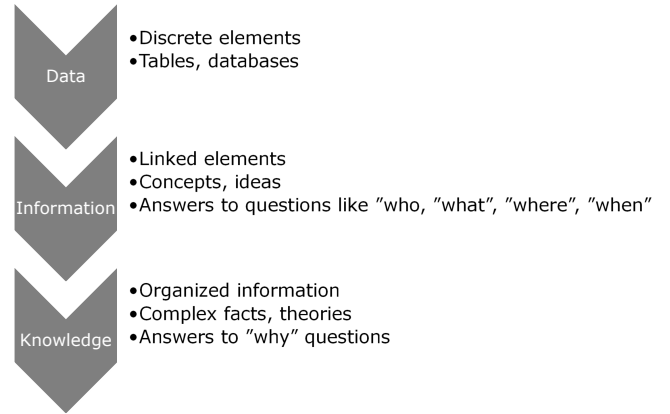 Data
•Discrete elements
•Tables, databases
Information
•Linked elements
•Concepts, ideas
•Answers to questions like ”who, ”what”, ”where”, ”when”
Knowledge
•Organized information
•Complex facts, theories
•Answers to ”why” questions